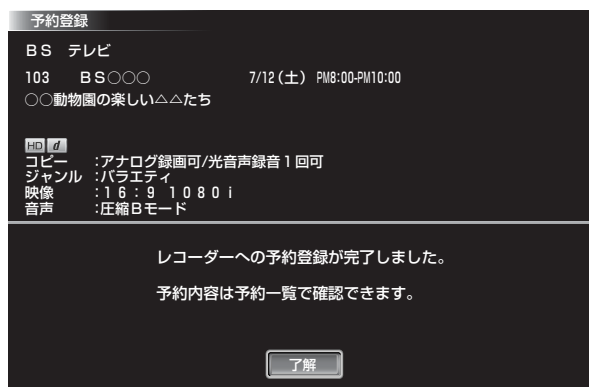 予約登録
BS テレビ
103 BS○○○ 7/12(土) PM8:00-PM10:00
○○動物園の楽しい△△たち
HD d
コピー :アナログ録画可/光音声録音1回可
ジャンル :バラエティ
映像 :16:9 1080i
音声 :圧縮Bモード
レコーダーへの予約登録が完了しました。
予約内容は予約一覧で確認できます。
了解